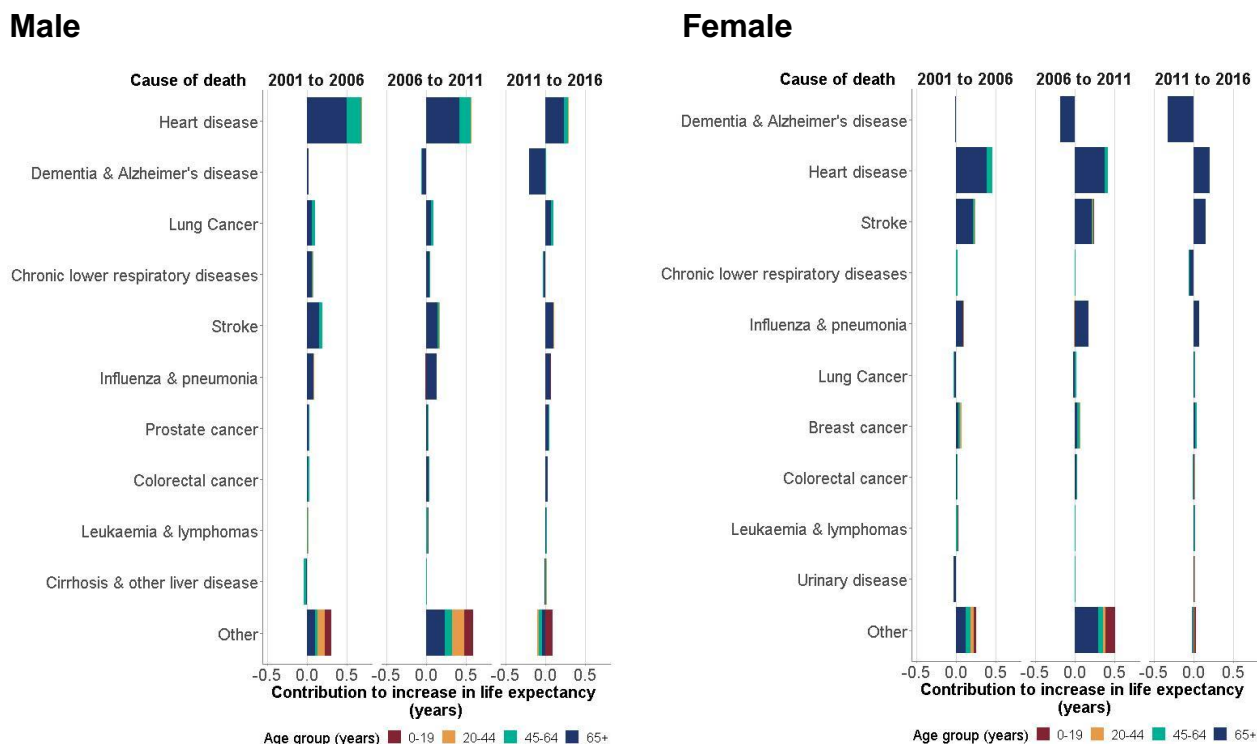 Male
Cause of death 2001 to 2006 2006 to 2011 2011 to 2016
Heart disease
Dementia & Alzheimer's disease
Lung Cancer
Chronic lower respiratory diseases
Stroke
Influenza & pneumonia
Prostate cancer
Colorectal cancer
Leukaemia & lymphomas
Cirrhosis & other liver disease
Other
-0.5 0.0 0.5 -0.5 0.0 0.5 -0.5 0.0 0.5
Contribution to increase in life expectancy
(years)
Age group (years) 0-19 20-44 45-64 65+
Female
Cause of death 2001 to 2006 2006 to 2011 2011 to 2016
Dementia & Alzheimer's disease
Heart disease
Stroke
Chronic lower respiratory diseases
Influenza & pneumonia
Lung Cancer
Breast cancer
Colorectal cancer
Leukaemia & lymphomas
Urinary disease
Other
-0.5 0.0 0.5 -0.5 0.0 0.5 -0.5 0.0 0.5
Contribution to increase in life expectancy
(years)
Age group (years) 0-19 20-44 45-64 65+